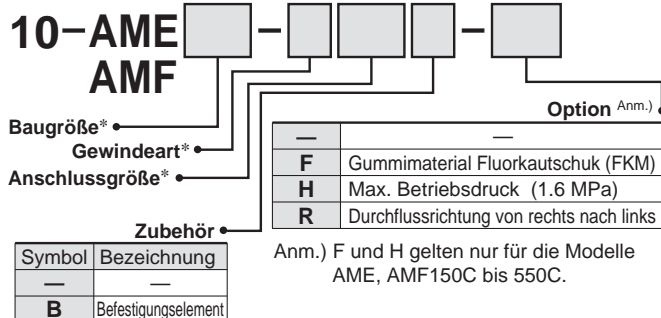 10-AME□-□□□-□
AMF
Option Anm.)
Baugröße*
Gewindeart*
Anschlussgröße*
Zubehör
— —
F Gummimaterial Fluorkautschuk (FKM)
H Max. Betriebsdruck (1.6 MPa)
R Durchflussrichtung von rechts nach links
Symbol Bezeichnung
— —
B Befestigungselement
Anm.) F und H gelten nur für die Modelle
AME, AMF150C bis 550C.